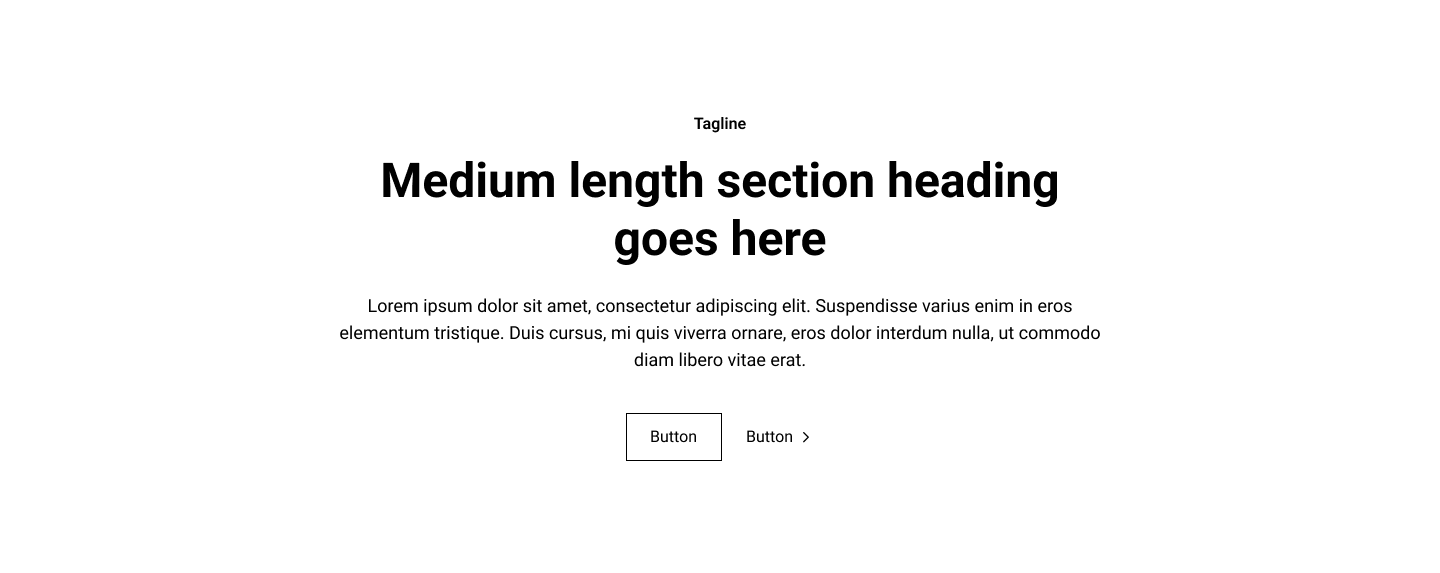 Tagline
Medium length section heading
goes here
Lorem ipsum dolor sit amet, consectetur adipiscing elit. Suspendisse varius enim in eros
elementum tristique. Duis cursus, mi quis viverra ornare, eros dolor interdum nulla, ut commodo
diam libero vitae erat.
Button
Button